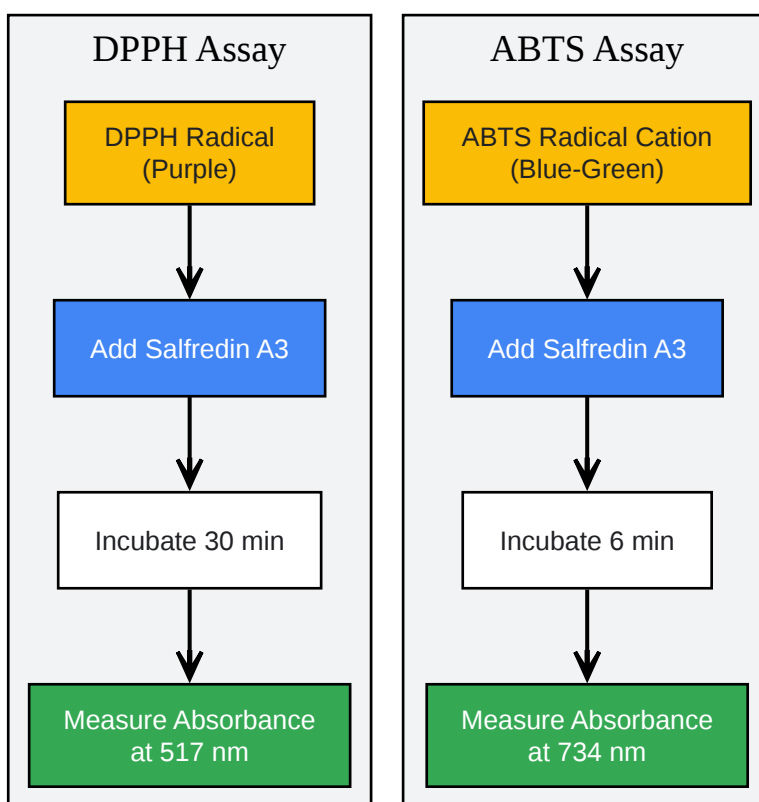 DPPH Assay
DPPH Radical
(Purple)
Add Salfredin A3
Incubate 30 min
Measure Absorbance
at 517 nm
ABTS Assay
ABTS Radical Cation
(Blue-Green)
Add Salfredin A3
Incubate 6 min
Measure Absorbance
at 734 nm